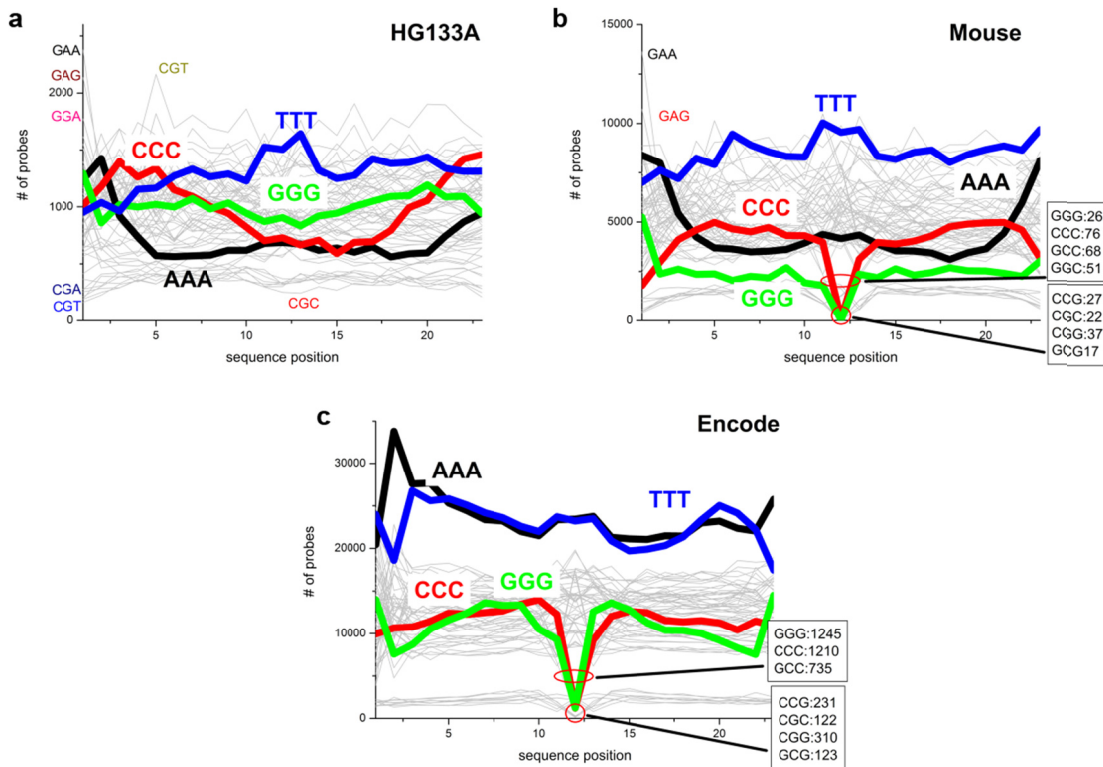 a
HG133A
GAA
GAG
GGA
CGA
CGT
CGT
TTT
CCC
GGG
AAA
CGC
# of probes
2000
1000
0
5
10
15
20
sequence position
b
Mouse
GAA
GAG
TTT
AAA
CCC
GGG
# of probes
15000
10000
5000
0
5
10
15
20
sequence position
GGG:26
CCC:76
GCC:68
GGC:51
CCG:27
CGC:22
CGG:37
GCG17
c
Encode
AAA
TTT
CCC
GGG
# of probes
30000
20000
10000
0
5
10
15
20
sequence position
GGG:1245
CCC:1210
GCC:735
CCG:231
CGC:122
CGG:310
GCG:123